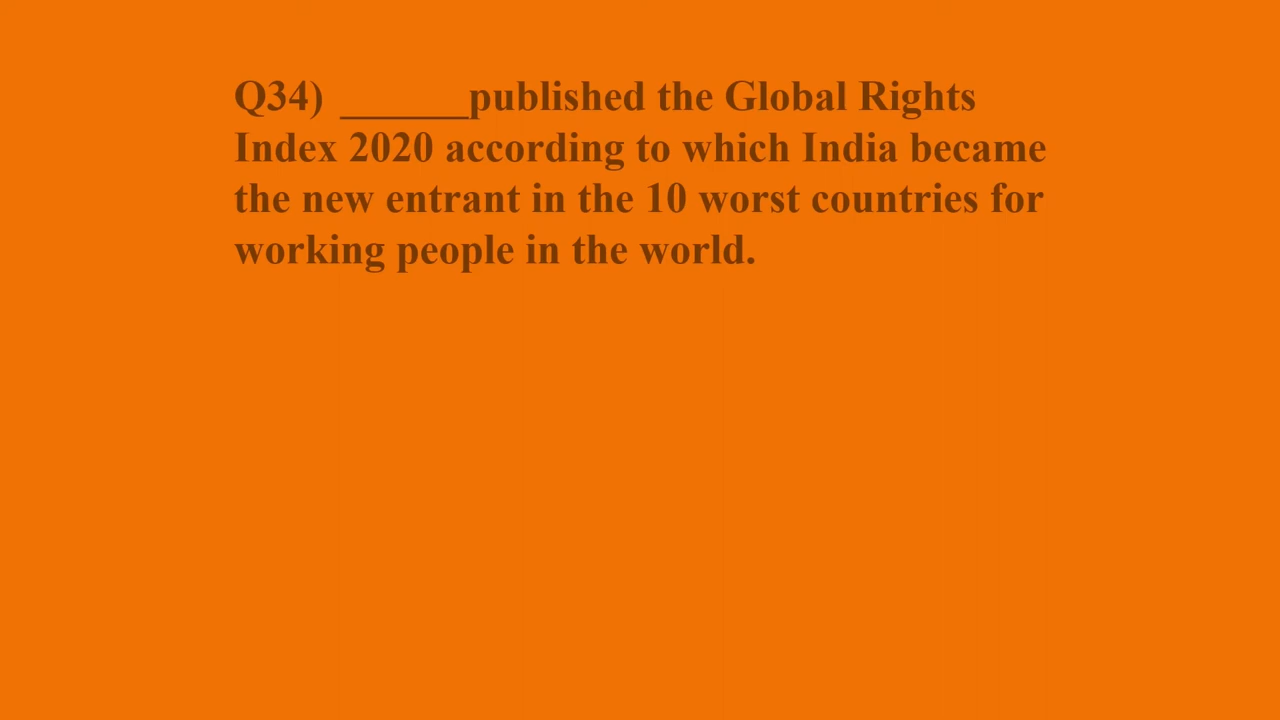 Q34) ______published the Global Rights
Index 2020 according to which India became
the new entrant in the 10 worst countries for
working people in the world.